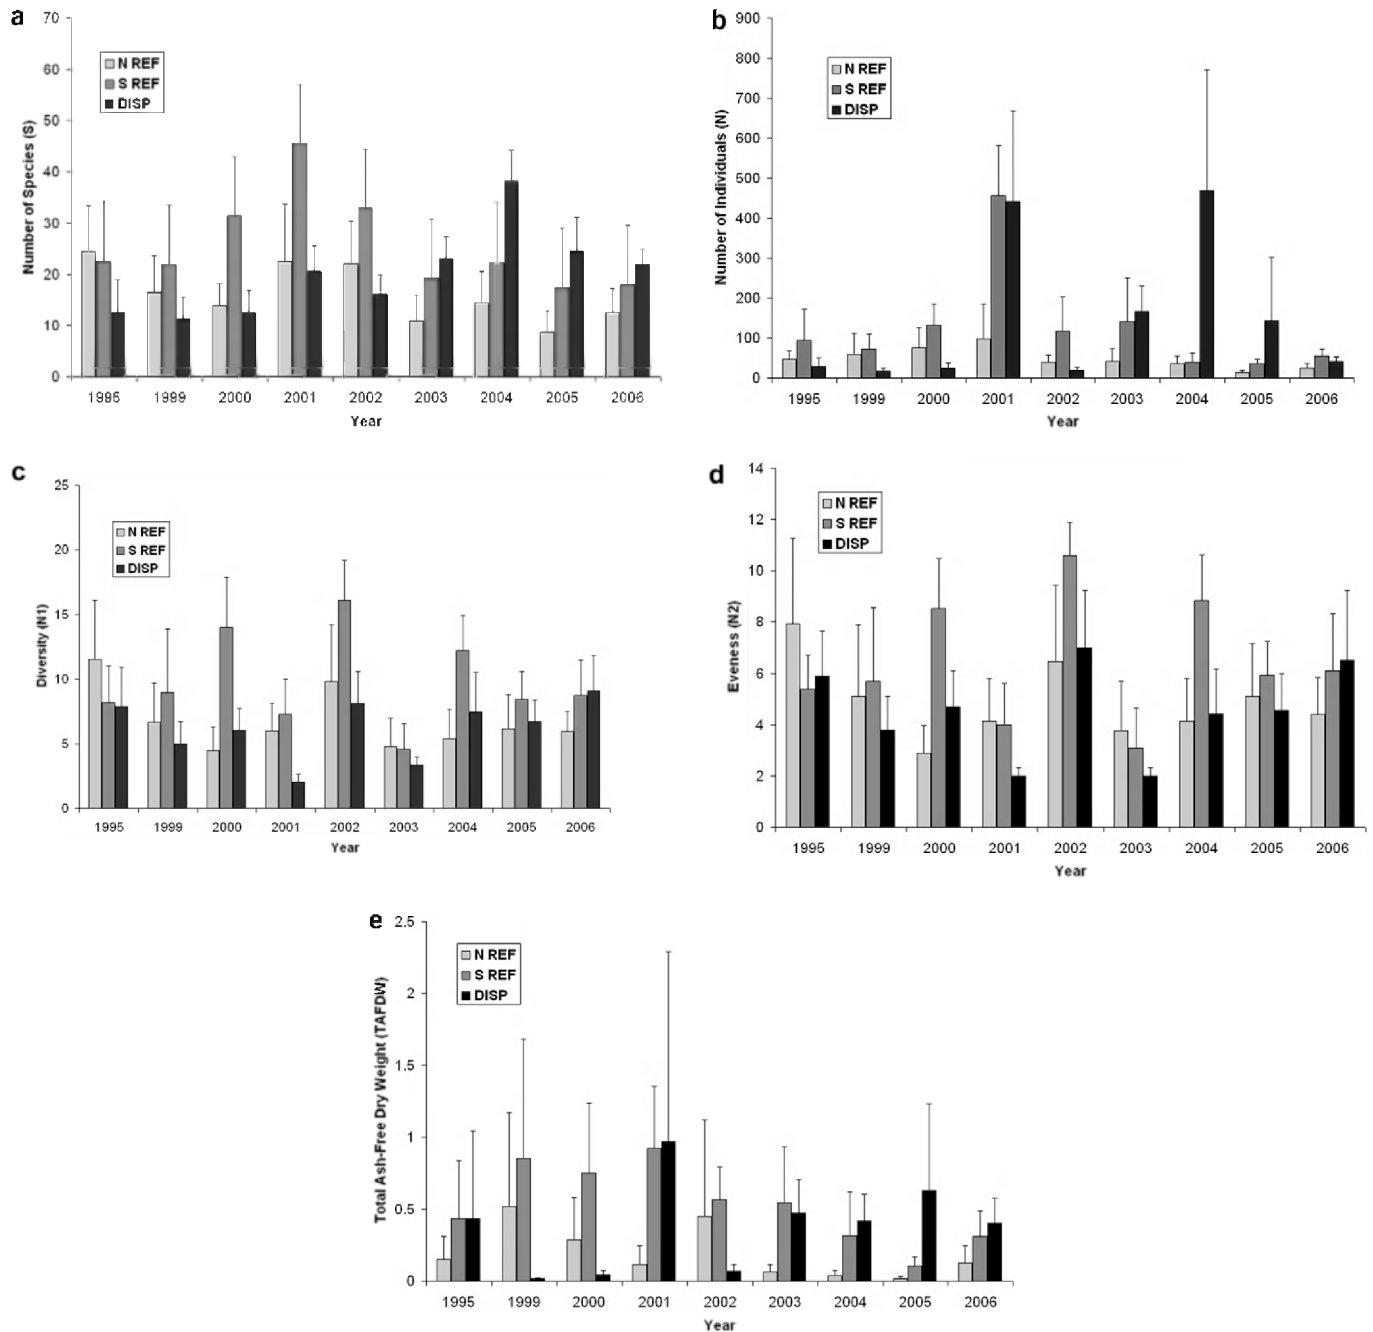 a
70
60
50
40
30
20
10
0
Number of Species (S)
N REF
S REF
DISP
1995 1999 2000 2001 2002 2003 2004 2005 2006
Year
b
900
800
700
600
500
400
300
200
100
0
Number of Individuals (N)
N REF
S REF
DISP
1995 1999 2000 2001 2002 2003 2004 2005 2006
Year
c
25
20
15
10
5
0
Diversity (N1)
N REF
S REF
DISP
1995 1999 2000 2001 2002 2003 2004 2005 2006
Year
d
14
12
10
8
6
4
2
0
Eveness (N2)
N REF
S REF
DISP
1995 1999 2000 2001 2002 2003 2004 2005 2006
Year
e
2.5
2
1.5
1
0.5
0
Total Ash-Free Dry Weight (TAFDW)
N REF
S REF
DISP
1995 1999 2000 2001 2002 2003 2004 2005 2006
Year